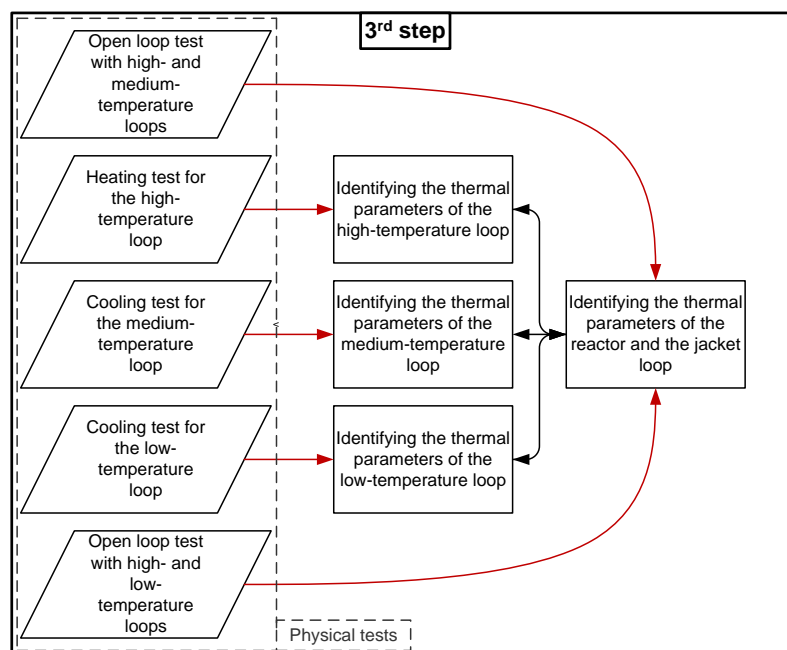 3rd step
Open loop test
with high- and
medium-
temperature
loops
Heating test for
the high-
temperature
loop
Identifying the thermal
parameters of the
high-temperature loop
Cooling test for
the medium-
temperature
loop
Identifying the thermal
parameters of the
medium-temperature
loop
Identifying the thermal
parameters of the
reactor and the jacket
loop
Cooling test for
the low-
temperature
loop
Identifying the thermal
parameters of the
low-temperature loop
Open loop test
with high- and
low-
temperature
loops
Physical tests